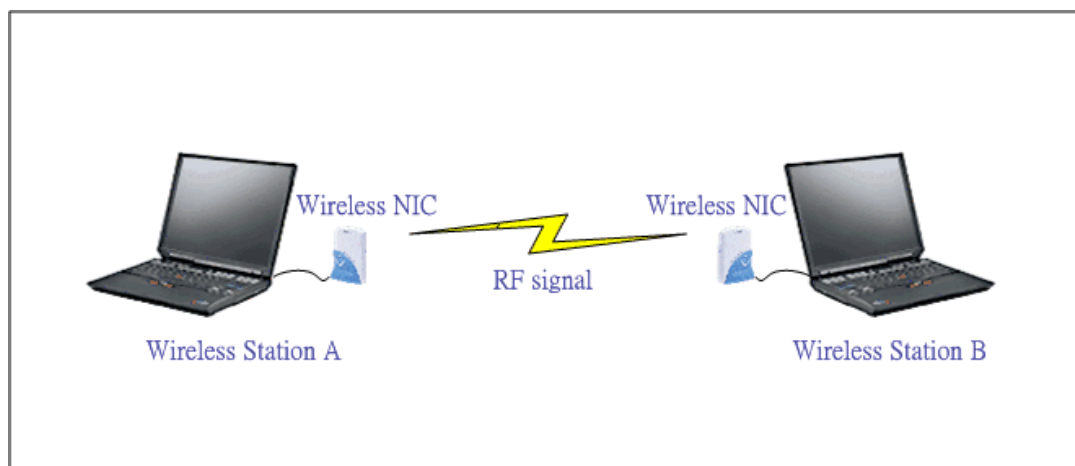 Wireless NIC
Wireless NIC
RF signal
Wireless Station A
Wireless Station B